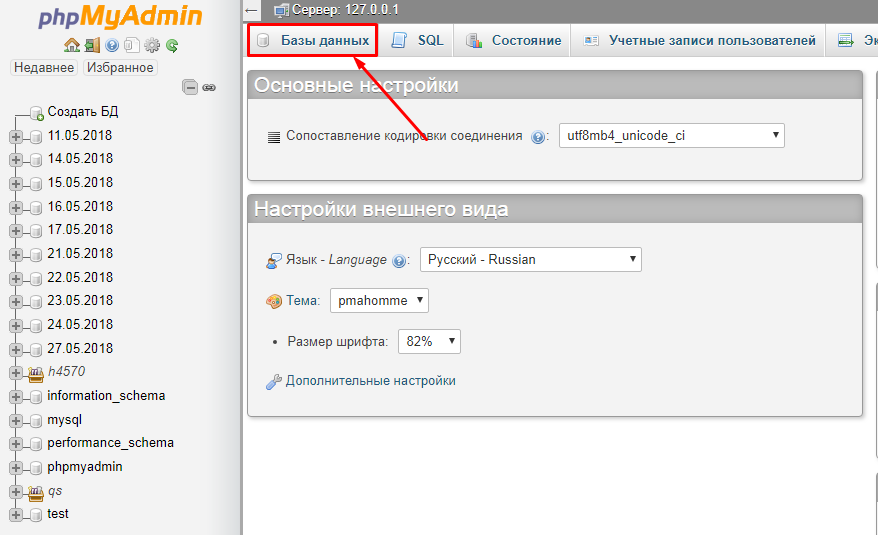 phpMyAdmin
Недавнее Избранное
Создать БД
11.05.2018
14.05.2018
15.05.2018
16.05.2018
17.05.2018
21.05.2018
22.05.2018
23.05.2018
24.05.2018
27.05.2018
h4570
information_schema
mysql
performance_schema
phpmyadmin
qs
test
Сервер: 127.0.0.1
Базы данных SQL Состояние Учетные записи пользователей Эк
Основные настройки
Сопоставление кодировки соединения : utf8mb4_unicode_ci
Настройки внешнего вида
Язык - Language : Русский - Russian
Тема: pmahomme
Размер шрифта: 82%
Дополнительные настройки